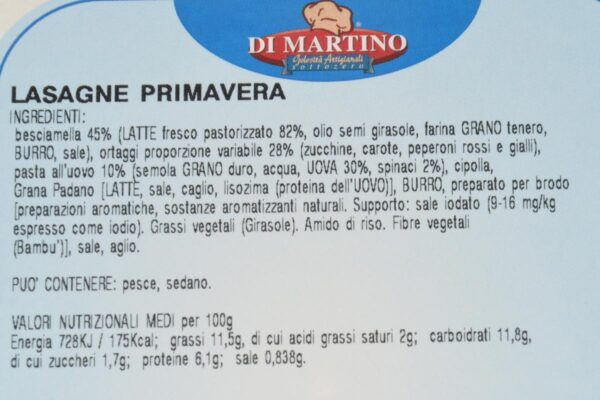 DI MARTINO
Golosità Artigianali
sottozero
LASAGNE PRIMAVERA
INGREDIENTI:
besciamella 45% (LATTE fresco pastorizzato 82%, olio semi girasole, farina GRANO tenero,
BURRO, sale), ortaggi proporzione variabile 28% (zucchine, carote, peperoni rossi e gialli),
pasta all'uovo 10% (semola GRANO duro, acqua, UOVA 30%, spinaci 2%), cipolla,
Grana Padano [LATTE, sale, caglio, lisozima (proteina dell'UOVO)], BURRO, preparato per brodo
[preparazioni aromatiche, sostanze aromatizzanti naturali. Supporto: sale iodato (9-16 mg/kg
espresso come iodio). Grassi vegetali (Girasole). Amido di riso. Fibre vegetali
(Bambu')], sale, aglio.
PUO' CONTENERE: pesce, sedano.
VALORI NUTRIZIONALI MEDI per 100g
Energia 728KJ / 175Kcal; grassi 11,5g, di cui acidi grassi saturi 2g; carboidrati 11,8g,
di cui zuccheri 1,7g; proteine 6,1g; sale 0,838g.